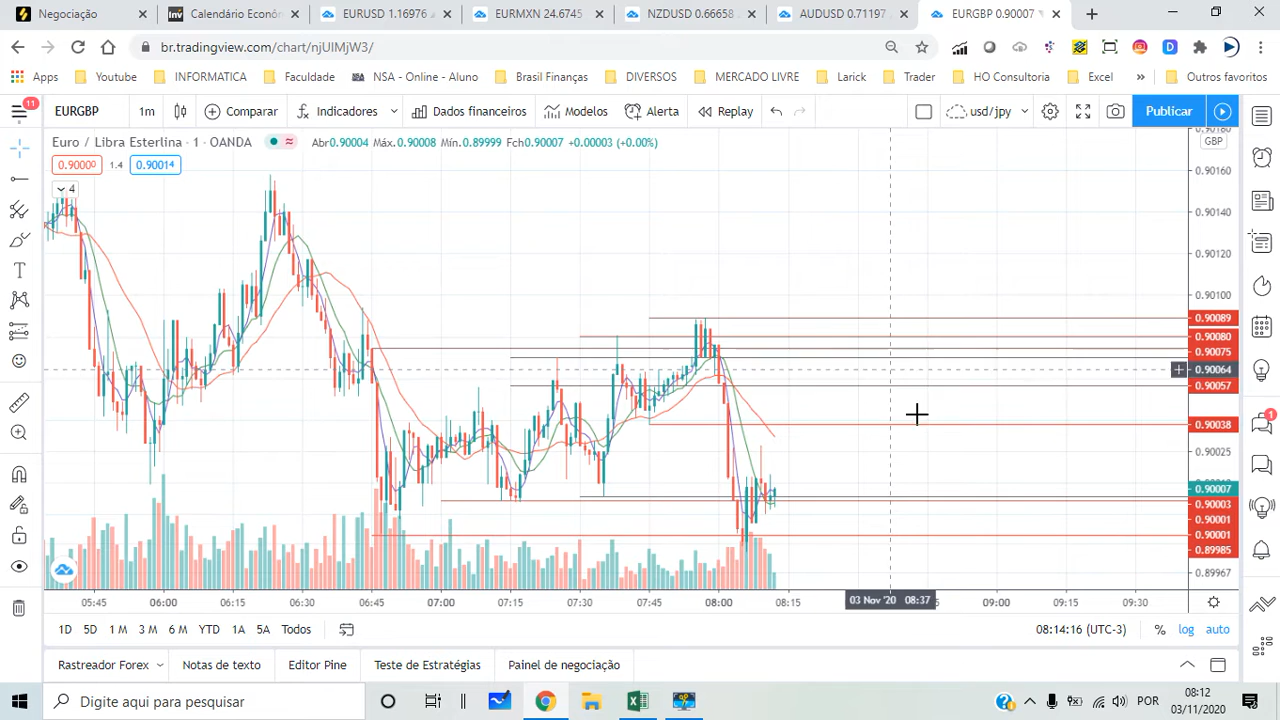 Negociação
Calendário Econô
EURUSD 1.16976
EURMXN 24.6745
NZDUSD 0.66658
AUDUSD 0.71197
EURGBP 0.90007
br.tradingview.com/chart/njUIMjW3/
Apps
Youtube
INFORMATICA
Faculdade
NSA - Online - Aluno
Brasil Finanças
DIVERSOS
MERCADO LIVRE
Larick
Trader
HO Consultoria
Excel
Outros favoritos
11
EURGBP
1m
Comparar
Indicadores
Dados financeiro
Modelos
Alerta
Replay
usd/jpy
Publicar
Euro / Libra Esterlina · 1 · OANDA
Abr0.90004 Máx.0.90008 Mín.0.89999 Fch0.90007 +0.00003 (+0.00%)
0.90000
1.4
0.90014
4
0.90180
GBP
0.90160
0.90140
0.90120
0.90100
0.90089
0.90080
0.90075
0.90064
0.90057
0.90038
0.90025
0.90007
0.90003
0.90001
0.90001
0.89985
0.89967
1
05:45
06:00
06:15
06:30
06:45
07:00
07:15
07:30
07:45
08:00
08:15
03 Nov '20 08:37
09:00
09:15
09:30
1D
5D
1 M
3 M
6 M
YTD
1A
5A
Todos
08:14:16 (UTC-3)
%
log
auto
Rastreador Forex
Notas de texto
Editor Pine
Teste de Estratégias
Painel de negociação
Digite aqui para pesquisar
POR
08:12
03/11/2020